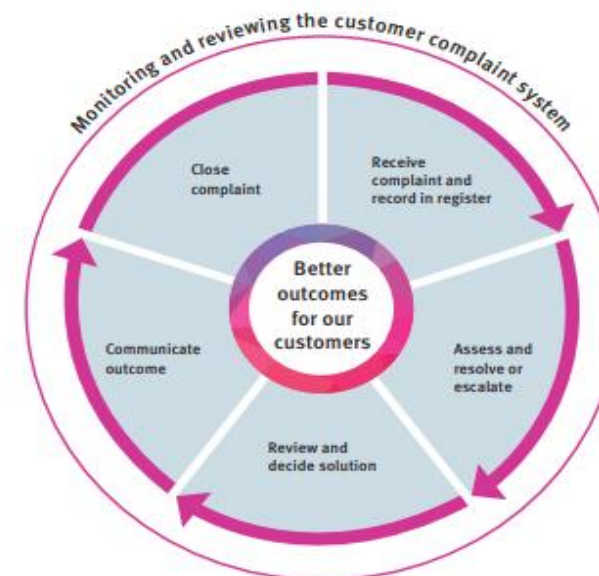 Monitoring and reviewing the customer complaint system
Receive
complaint and
record in register
Assess and
resolve or
escalate
Review and
decide solution
Communicate
outcome
Close
complaint
Better
outcomes
for our
customers